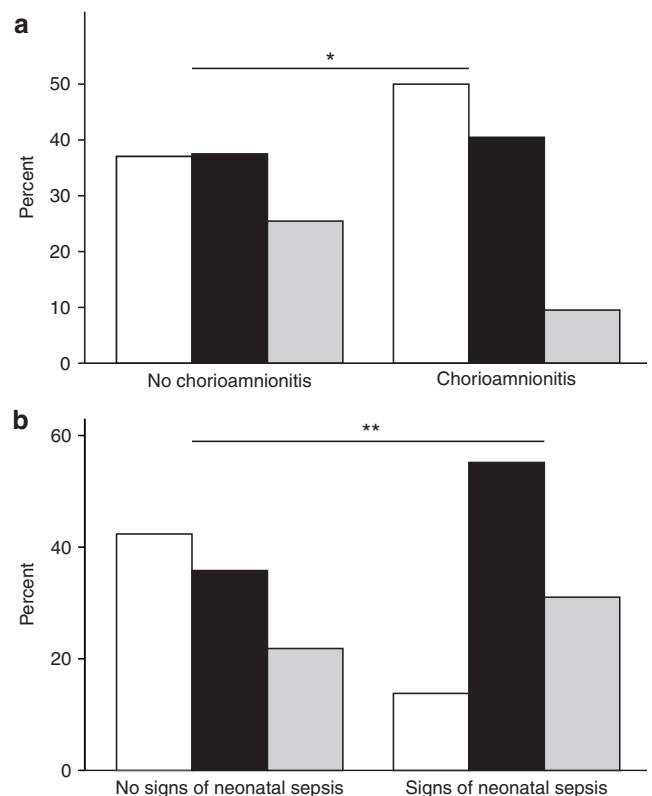 a
*
Percent
50
40
30
20
10
0
No chorioamnionitis Chorioamnionitis
b
**
Percent
60
40
20
0
No signs of neonatal sepsis Signs of neonatal sepsis